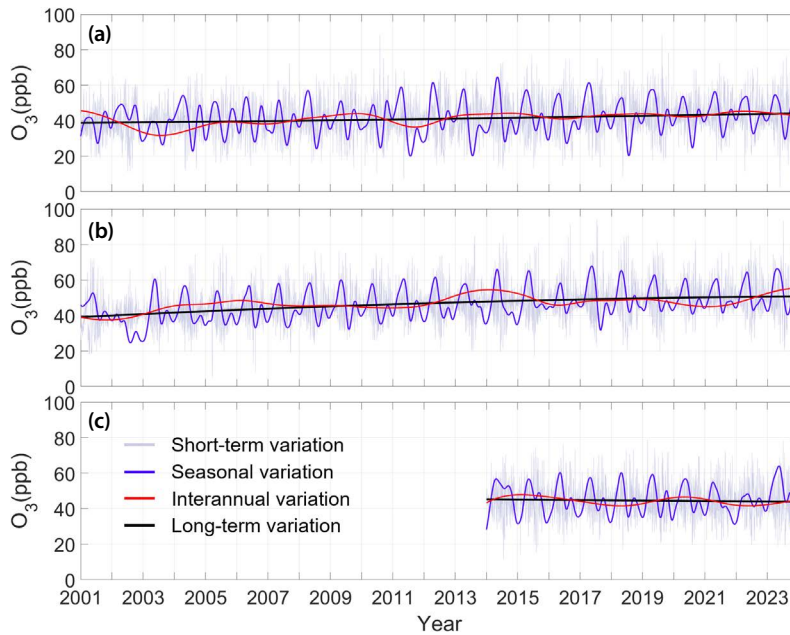 (a)
100
80
60
40
20
0
O₃(ppb)
(b)
100
80
60
40
20
0
O₃(ppb)
(c)
100
80
60
40
20
0
O₃(ppb)
Short-term variation
Seasonal variation
Interannual variation
Long-term variation
2001 2003 2005 2007 2009 2011 2013 2015 2017 2019 2021 2023
Year